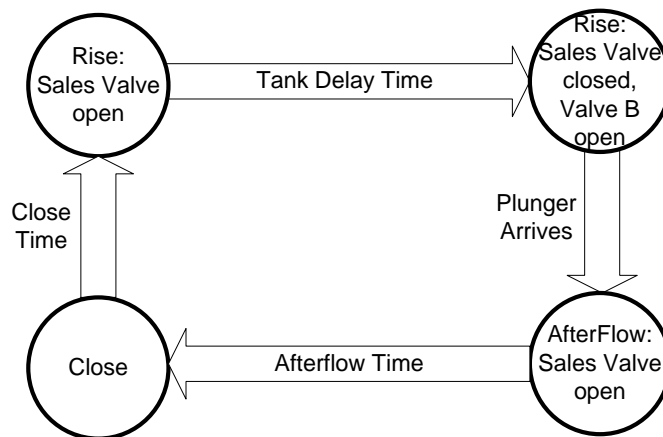 Rise:
Sales Valve
open
Tank Delay Time
Rise:
Sales Valve
closed,
Valve B
open
Close
Time
Plunger
Arrives
Close
Afterflow Time
AfterFlow:
Sales Valve
open